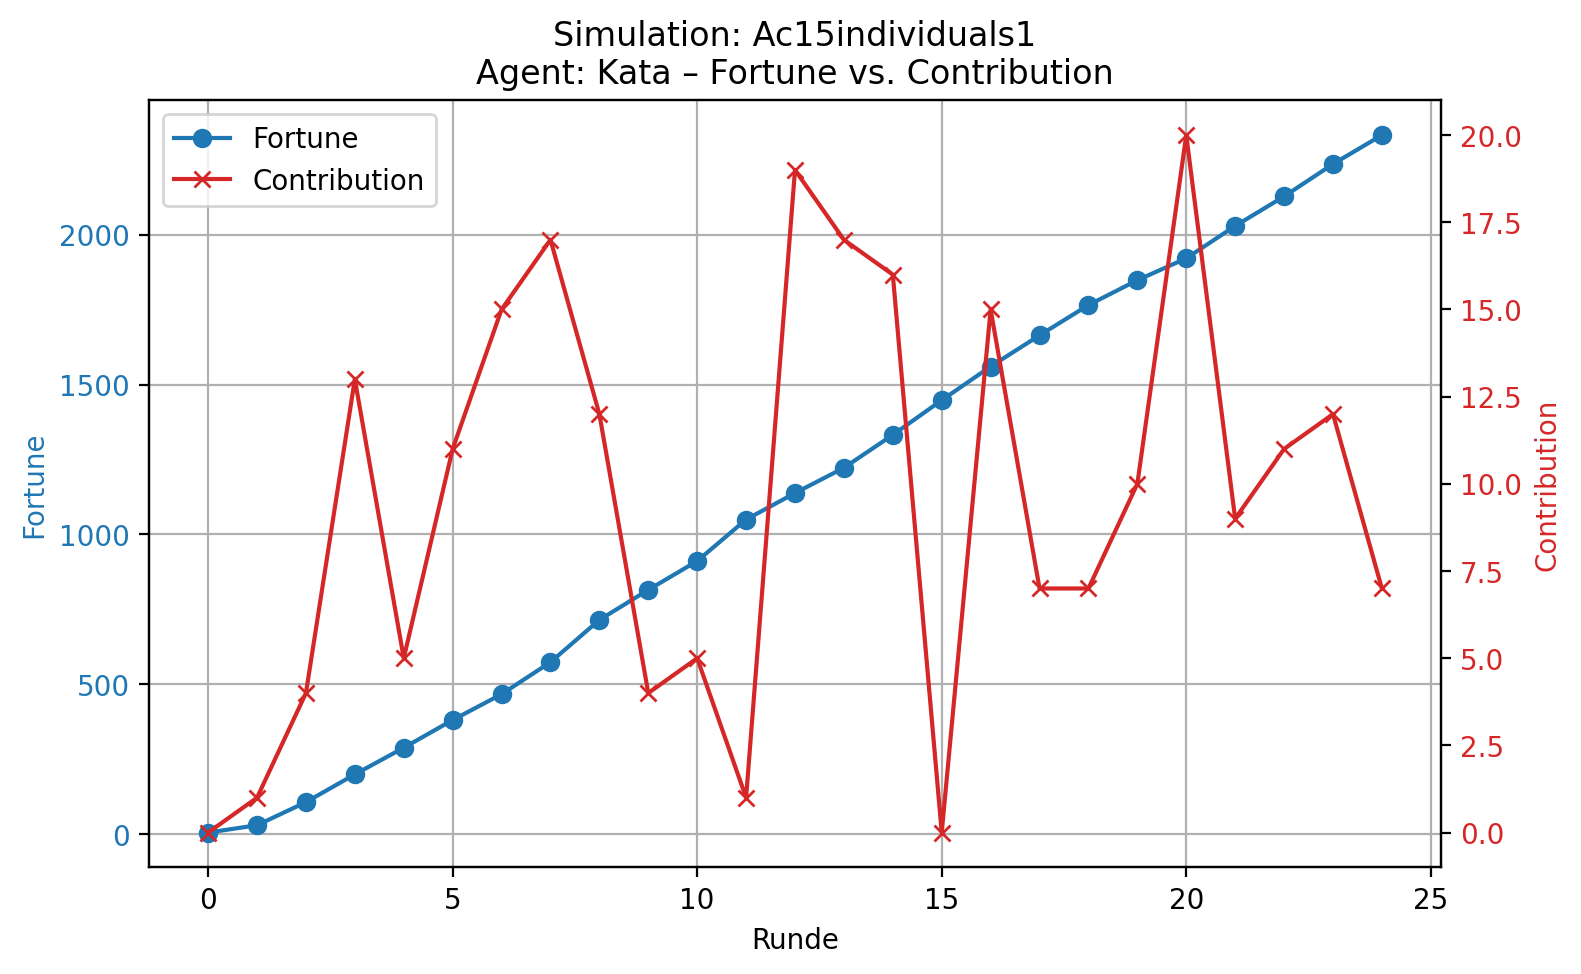 Simulation: Ac15individuals1
Agent: Kata – Fortune vs. Contribution
Fortune
Contribution
2000
1500
1000
500
0
Fortune
20.0
17.5
15.0
12.5
10.0
7.5
5.0
2.5
0.0
Contribution
0 5 10 15 20 25
Runde